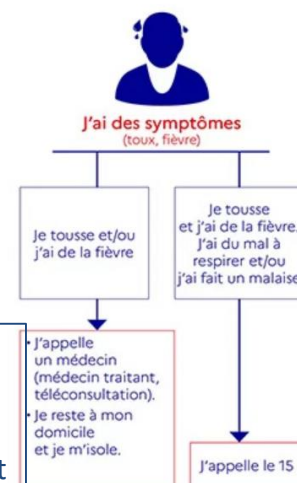 J'ai des symptômes
(toux, fièvre)
Je tousse et/ou
j'ai de la fièvre
Je tousse
et j'ai de la fièvre.
J'ai du mal à
respirer et/ou
j'ai fait un malaise
• J'appelle
un médecin
(médecin traitant,
téléconsultation).
• Je reste à mon
domicile
et je m'isole.
J'appelle le 15